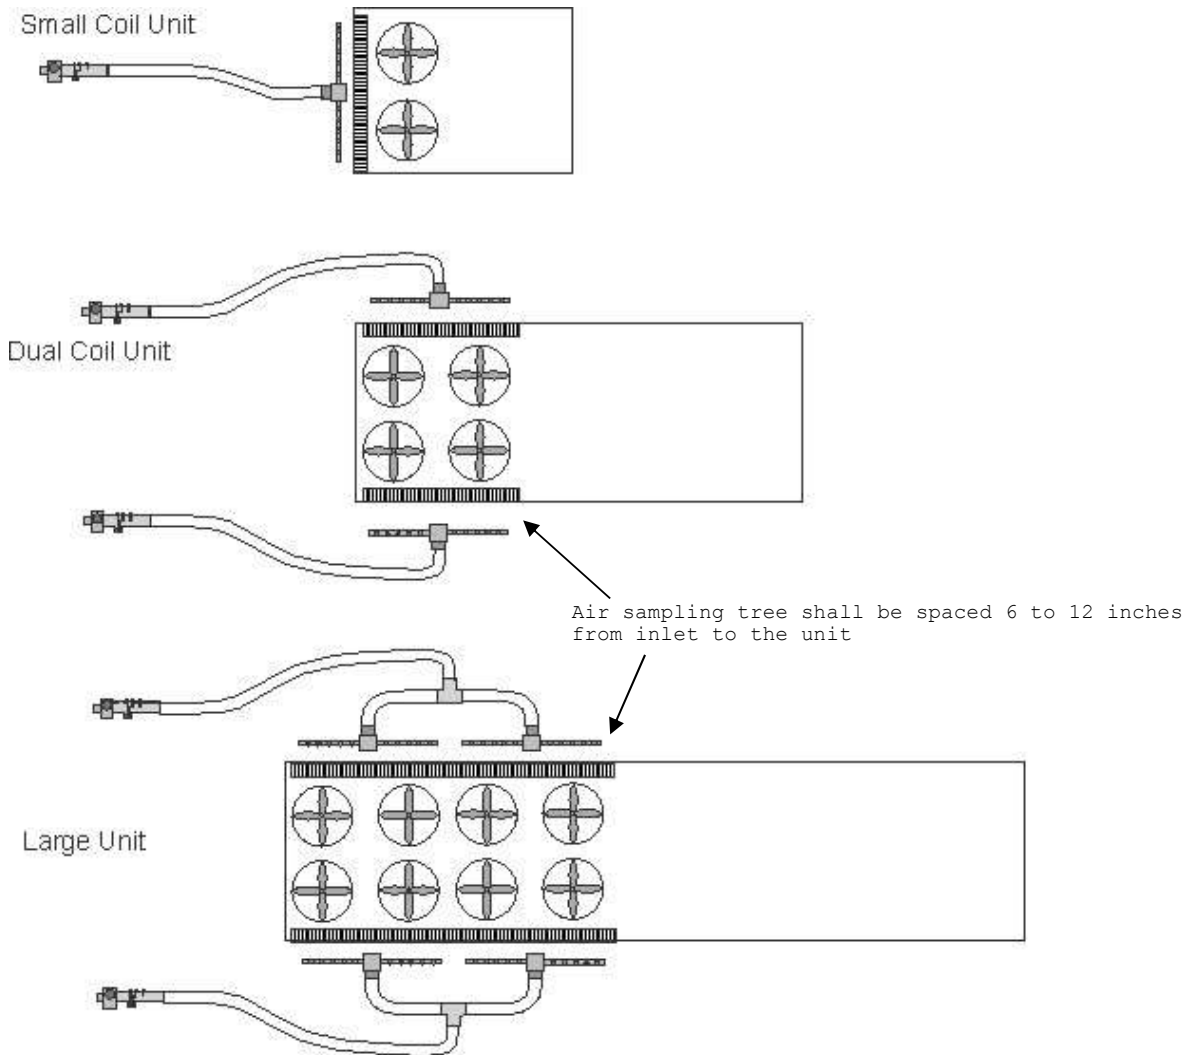 Small Coil Unit
Dual Coil Unit
Air sampling tree shall be spaced 6 to 12 inches
from inlet to the unit
Large Unit